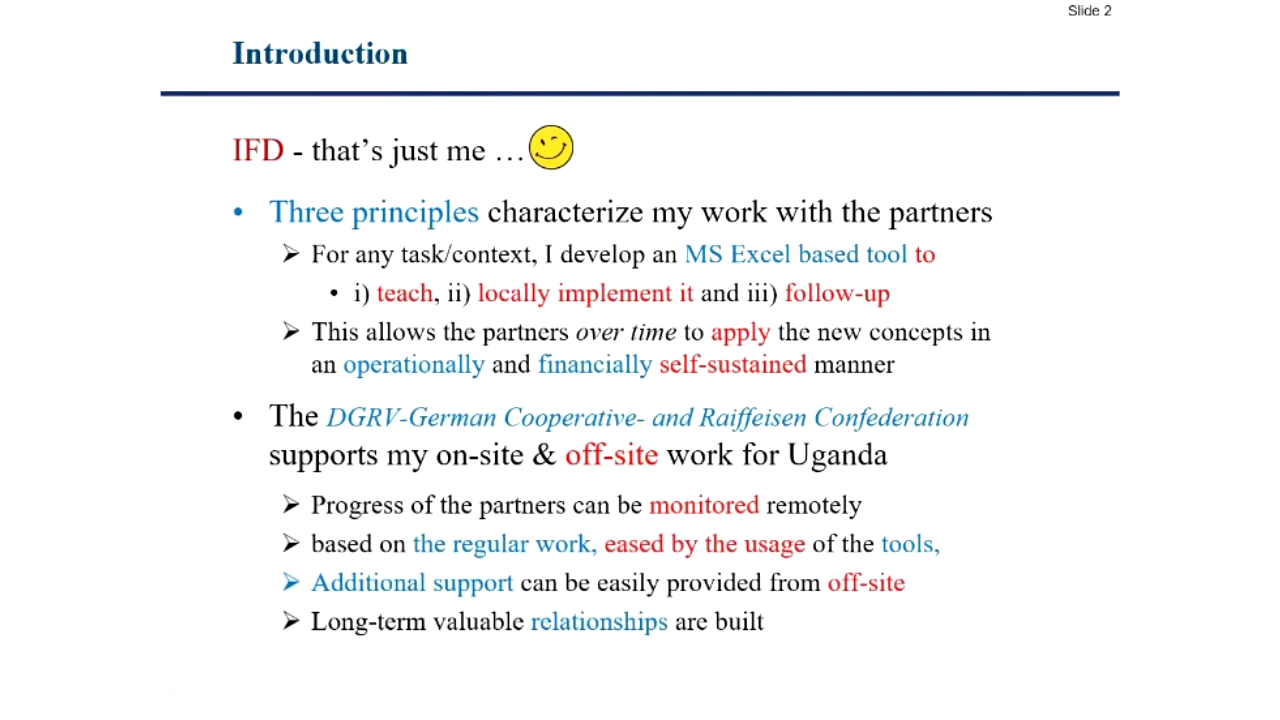 Slide 2
Introduction
IFD - that's just me …
• Three principles characterize my work with the partners
➢ For any task/context, I develop an MS Excel based tool to
• i) teach, ii) locally implement it and iii) follow-up
➢ This allows the partners over time to apply the new concepts in
an operationally and financially self-sustained manner
• The DGRV-German Cooperative- and Raiffeisen Confederation
supports my on-site & off-site work for Uganda
➢ Progress of the partners can be monitored remotely
➢ based on the regular work, eased by the usage of the tools,
➢ Additional support can be easily provided from off-site
➢ Long-term valuable relationships are built